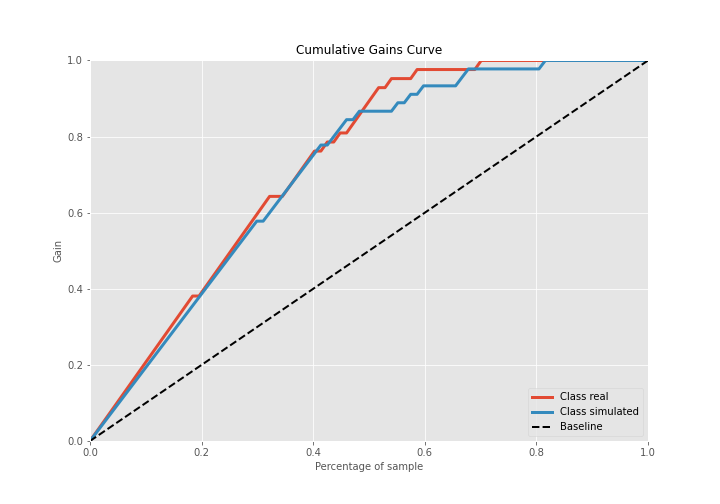 Cumulative Gains Curve
1.0
0.8
0.6
0.4
0.2
0.0
Gain
0.0 0.2 0.4 0.6 0.8 1.0
Percentage of sample
Class real
Class simulated
Baseline